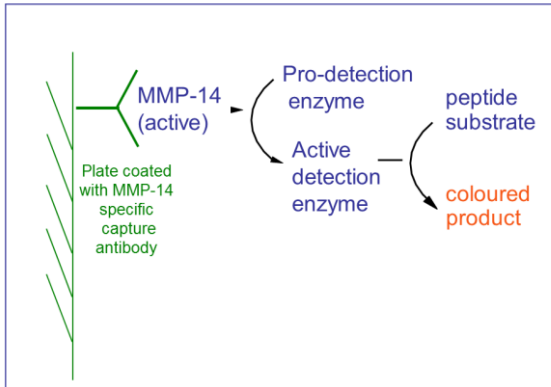 MMP-14
(active)
Pro-detection
enzyme
peptide
substrate
Active
detection
enzyme
coloured
product
Plate coated
with MMP-14
specific
capture
antibody